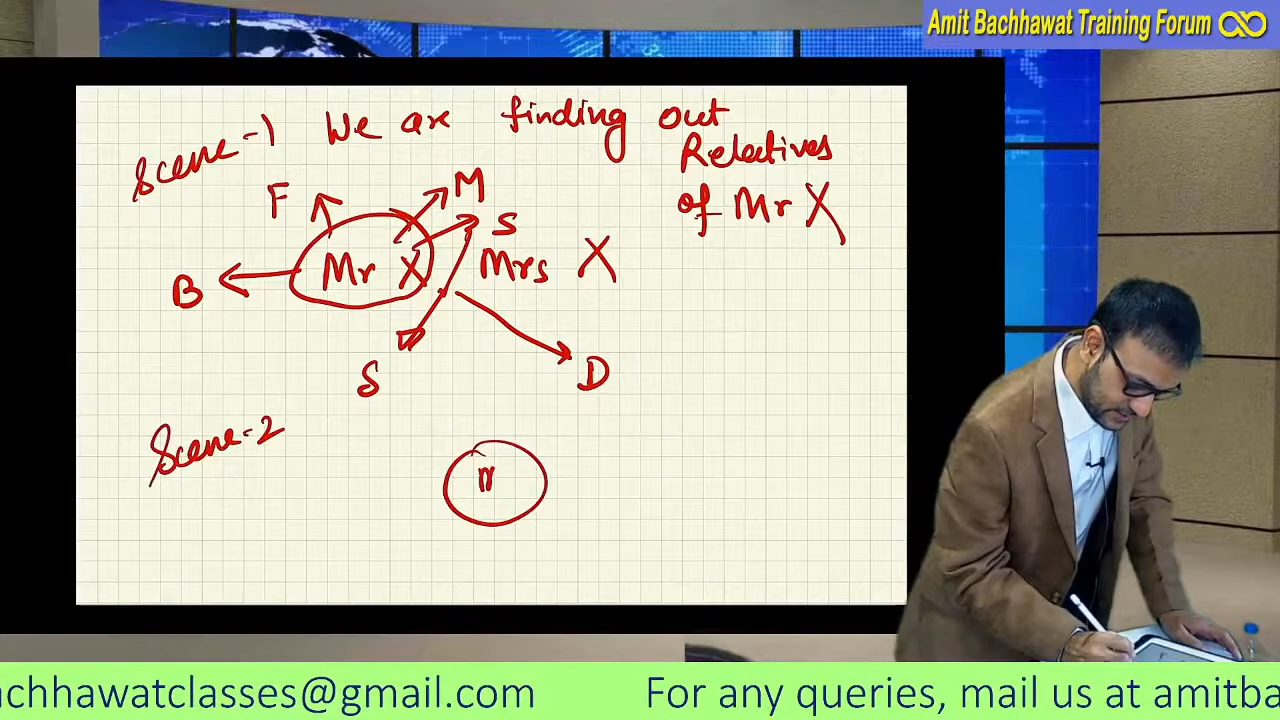 Amit Bachhawat Training Forum
Scene-1 We are finding out
Relatives
of Mr X
F
M
S
Mr X
Mrs X
B
S
D
Scene-2
achhawatclasses@gmail.com For any queries, mail us at amitba